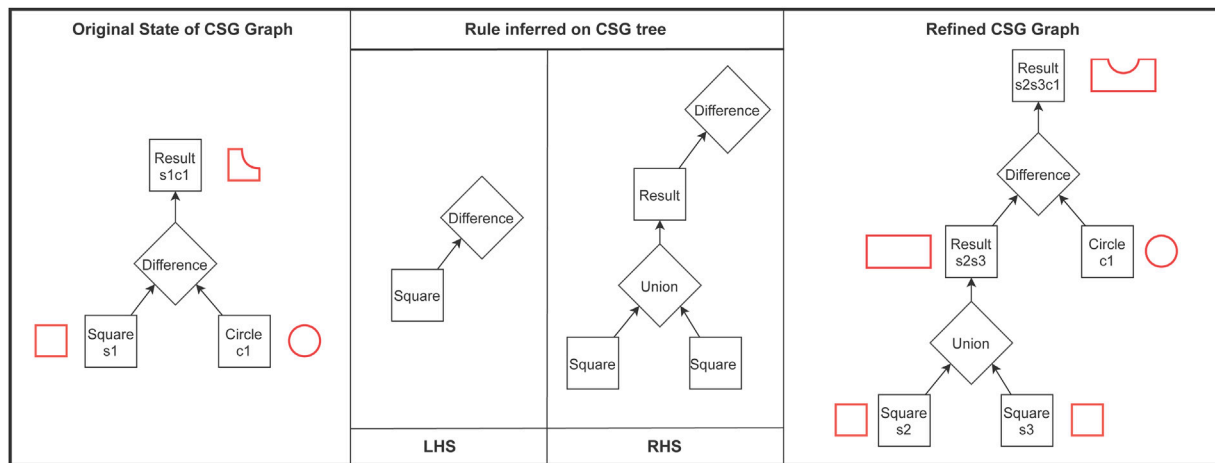 Original State of CSG Graph
Result
s1c1
Difference
Square
s1
Circle
c1
Rule inferred on CSG tree
Difference
Square
LHS
Difference
Result
Union
Square
Square
RHS
Refined CSG Graph
Result
s2s3c1
Difference
Result
s2s3
Circle
c1
Union
Square
s2
Square
s3